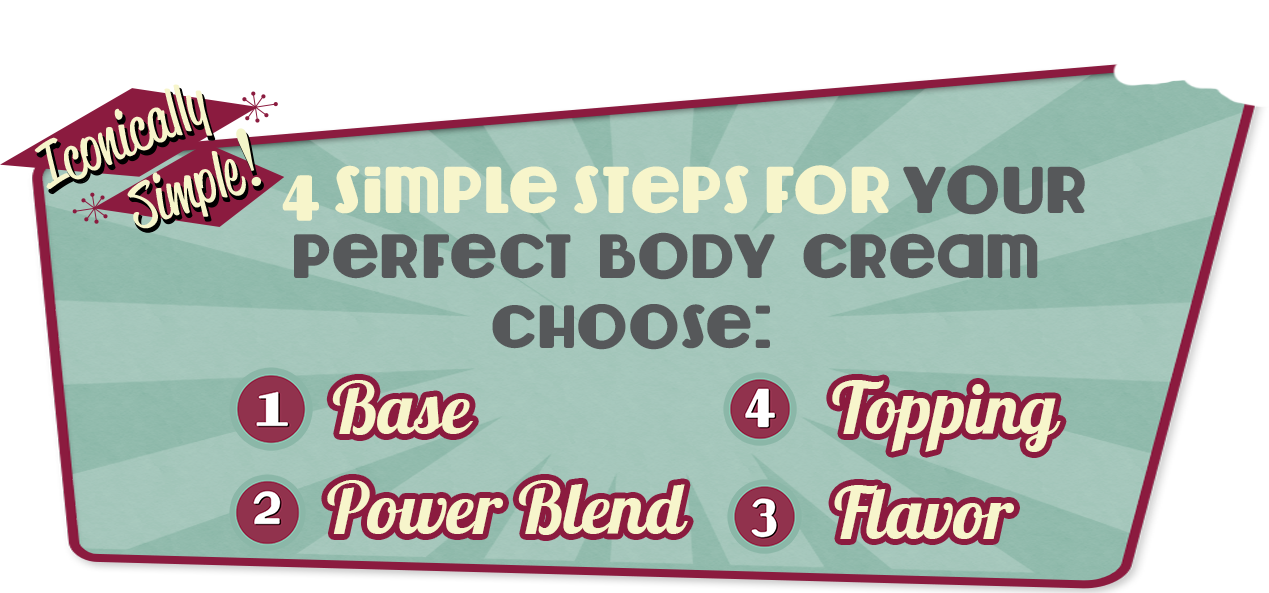 Iconically
Simple!
4 Simple Steps for Your
Perfect Body Cream
Choose:
1 Base
4 Topping
2 Power Blend
3 Flavor